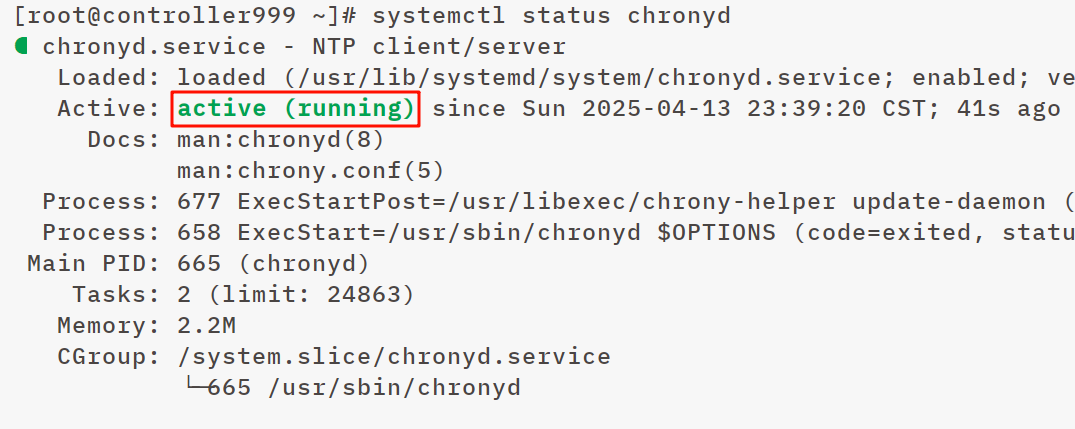 [root@controller999 ~]# systemctl status chronyd
● chronyd.service - NTP client/server
Loaded: loaded (/usr/lib/systemd/system/chronyd.service; enabled; ve
Active: active (running) since Sun 2025-04-13 23:39:20 CST; 41s ago
Docs: man:chronyd(8)
man:chrony.conf(5)
Process: 677 ExecStartPost=/usr/libexec/chrony-helper update-daemon (
Process: 658 ExecStart=/usr/sbin/chronyd $OPTIONS (code=exited, statu
Main PID: 665 (chronyd)
Tasks: 2 (limit: 24863)
Memory: 2.2M
CGroup: /system.slice/chronyd.service
└─665 /usr/sbin/chronyd